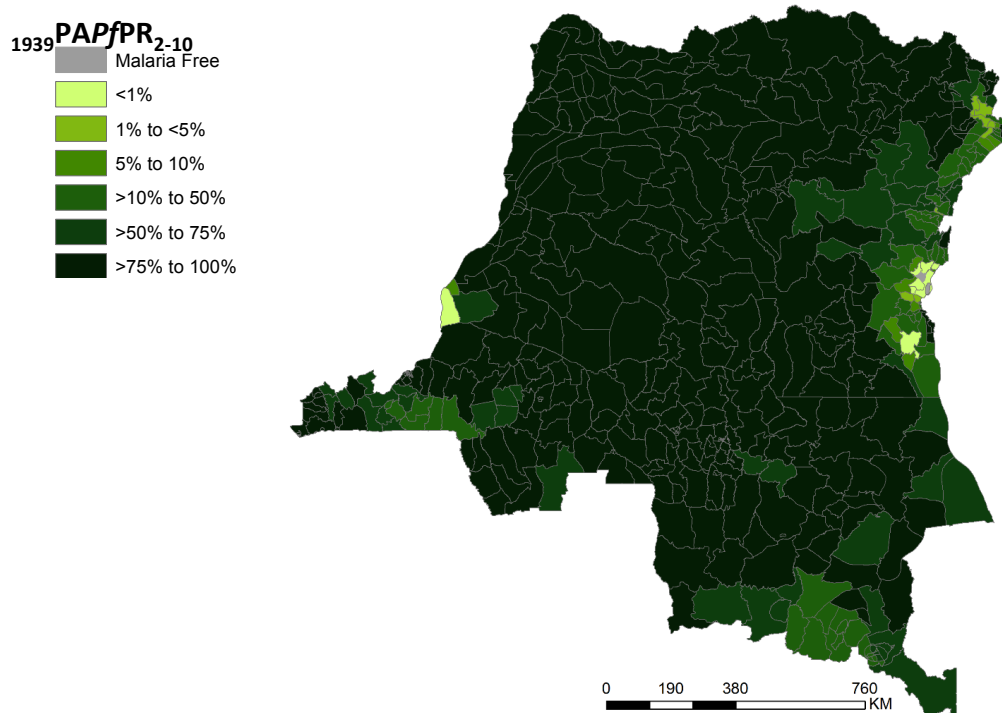 1939PAPfPR2-10
Malaria Free
<1%
1% to <5%
5% to 10%
>10% to 50%
>50% to 75%
>75% to 100%
0 190 380 760
KM